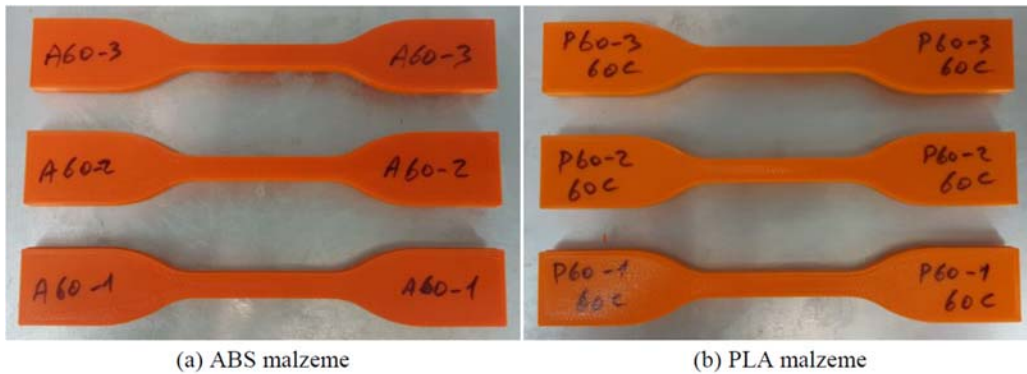 A60-3 A60-3
A60-2 A60-2
A60-1 A60-1
P60-3 P60-3
60C 60C
P60-2 P60-2
60C 60C
P60-1 P60-1
60C 60C
(a) ABS malzeme
(b) PLA malzeme